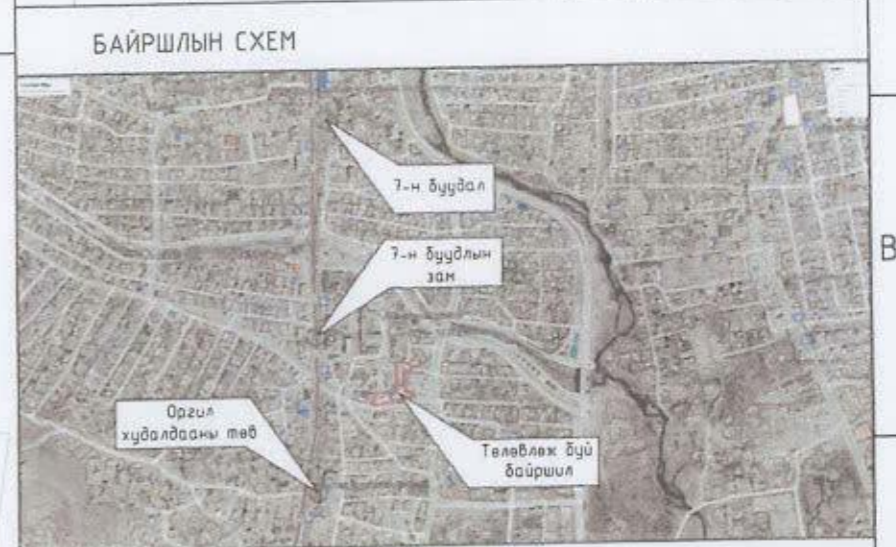 БАЙРШЛЫН СХЕМ
7-н буудал
7-н буудлын
зам
Оргил
худалдааны төв
Төлөвлөж буй
байршил
В